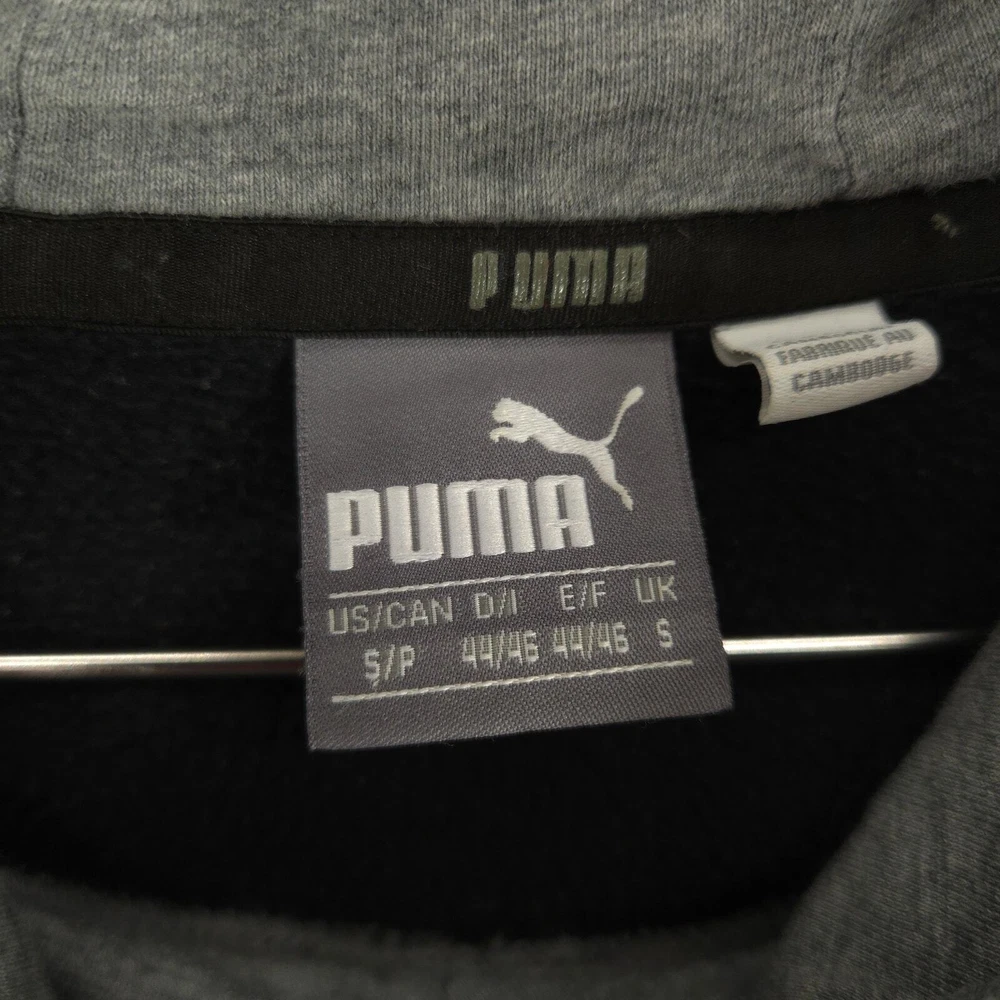 PUMA
FABRIQUE AU
CAMBODGE
PUMA
US/CAN D/I E/F UK
S/P 44/46 44/46 S